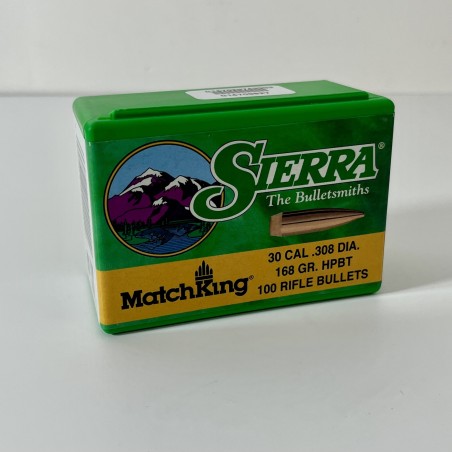 SIERRA®
The Bulletsmiths
30 CAL .308 DIA.
168 GR. HPBT
MatchKing®
100 RIFLE BULLETS